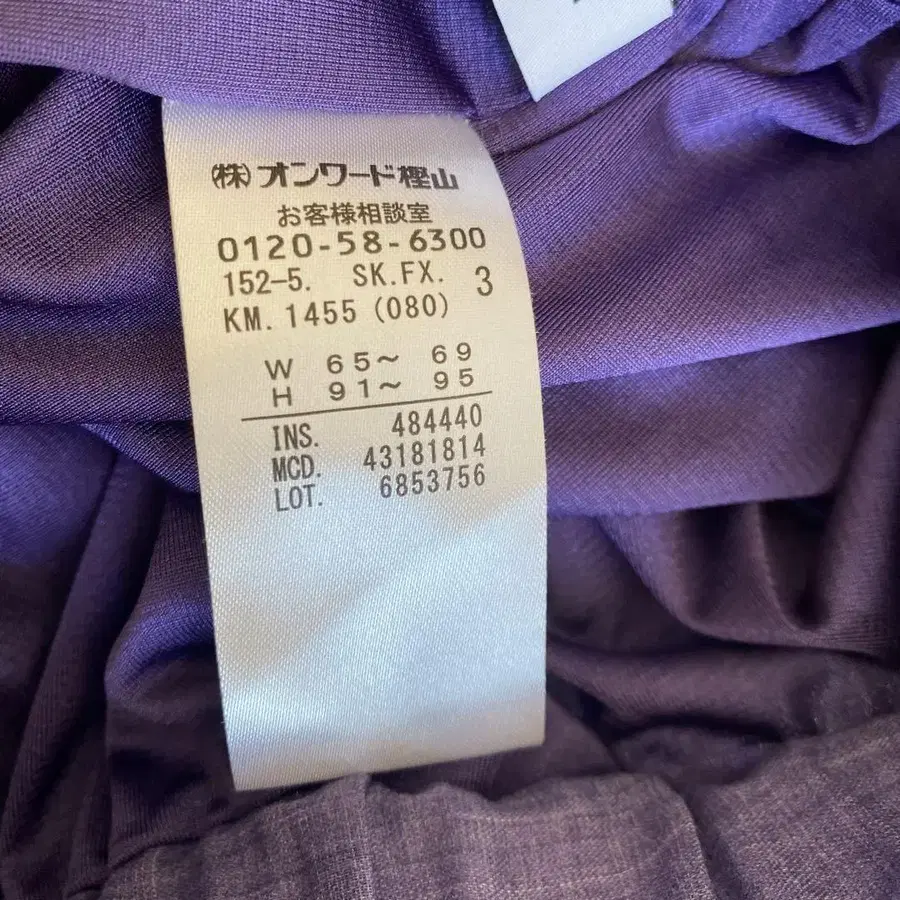 ㈱オンワード樫山
お客様相談室
0120-58-6300
152-5. SK.FX. 3
KM. 1455 (080)
W 65～ 69
H 91～ 95
INS. 484440
MCD. 43181814
LOT. 6853756